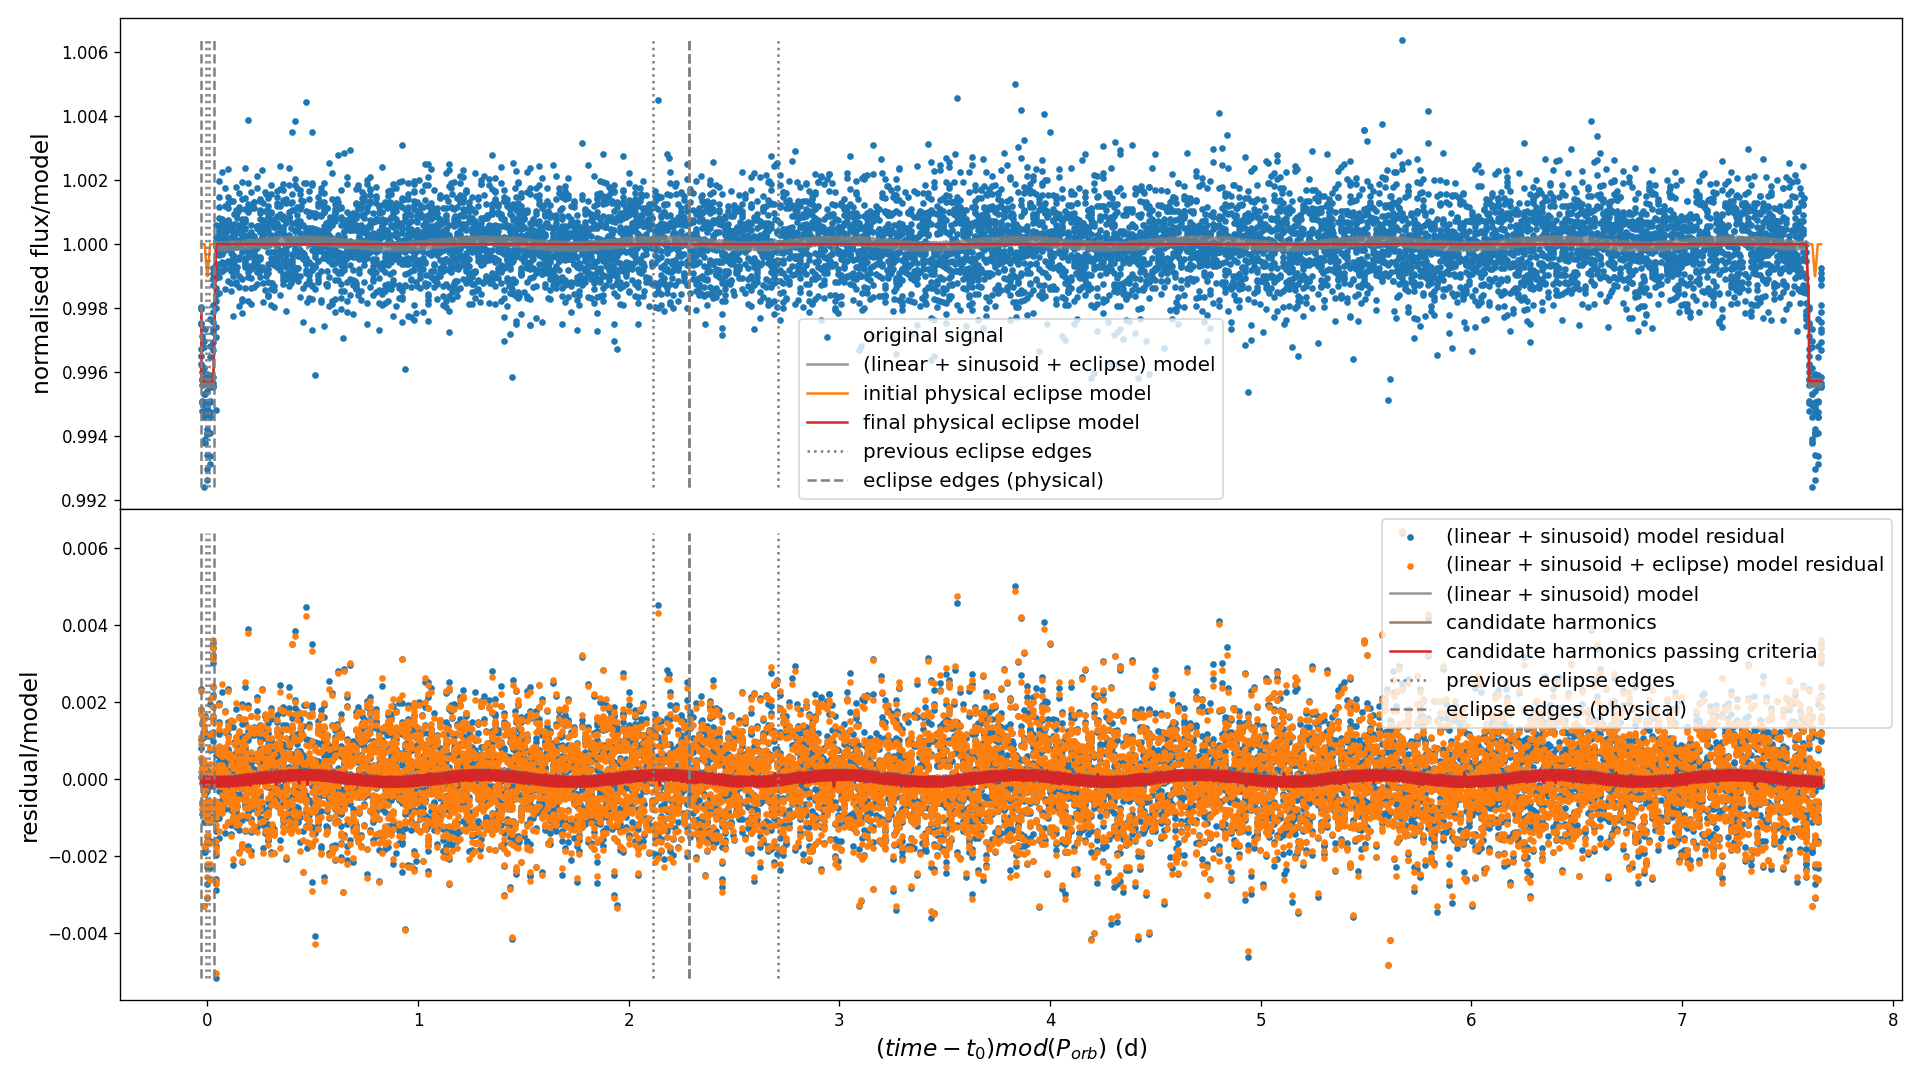 normalised flux/model
1.006
1.004
1.002
1.000
0.998
0.996
0.994
0.992
original signal
(linear + sinusoid + eclipse) model
initial physical eclipse model
final physical eclipse model
previous eclipse edges
eclipse edges (physical)
residual/model
0.006
0.004
0.002
0.000
−0.002
−0.004
(linear + sinusoid) model residual
(linear + sinusoid + eclipse) model residual
(linear + sinusoid) model
candidate harmonics
candidate harmonics passing criteria
previous eclipse edges
eclipse edges (physical)
0 1 2 3 4 5 6 7 8
(time − t₀)mod(P_orb) (d)